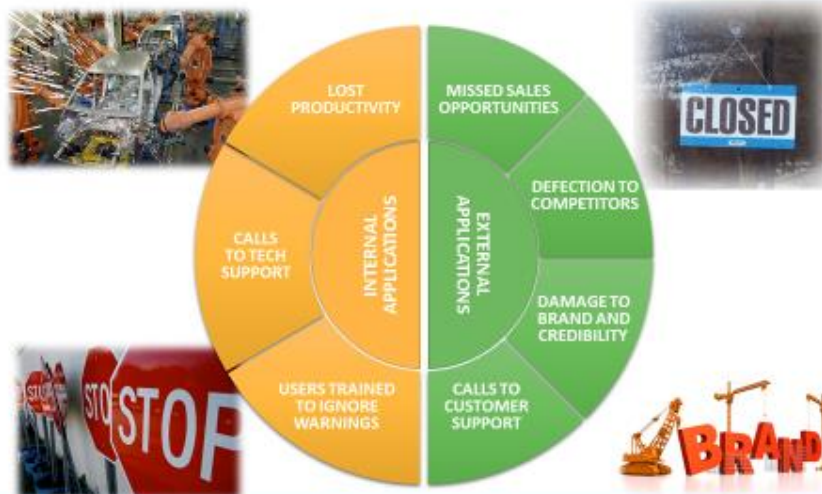 LOST
PRODUCTIVITY
CALLS
TO TECH
SUPPORT
USERS TRAINED
TO IGNORE
WARNINGS
INTERNAL
APPLICATIONS
EXTERNAL
APPLICATIONS
MISSED SALES
OPPORTUNITIES
DEFECTION TO
COMPETITORS
DAMAGE TO
BRAND AND
CREDIBILITY
CALLS TO
CUSTOMER
SUPPORT
CLOSED
STO
STOP
BRAND